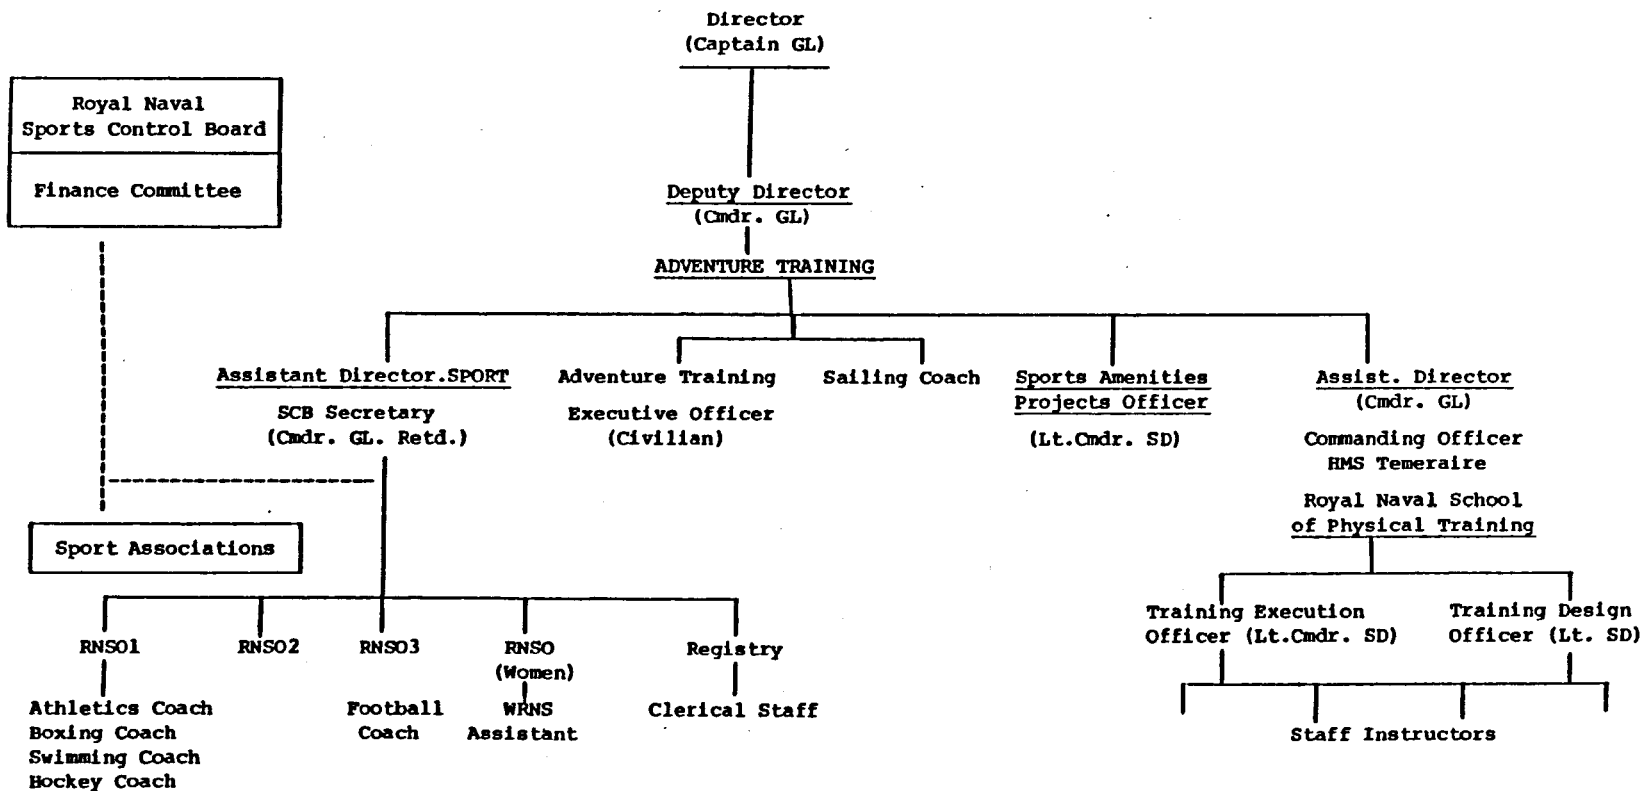 Director
(Captain GL)
Royal Naval
Sports Control Board
Finance Committee
Deputy Director
(Cmdr. GL)
ADVENTURE TRAINING
Assistant Director.SPORT
SCB Secretary
(Cmdr. GL. Retd.)
Adventure Training
Executive Officer
(Civilian)
Sailing Coach
Sports Amenities
Projects Officer
(Lt.Cmdr. SD)
Assist. Director
(Cmdr. GL)
Commanding Officer
HMS Temeraire
Royal Naval School
of Physical Training
Sport Associations
Training Execution
Officer (Lt.Cmdr. SD)
Training Design
Officer (Lt. SD)
RNSO1
RNSO2
RNSO3
RNSO
(Women)
Registry
Athletics Coach
Boxing Coach
Swimming Coach
Hockey Coach
Football
Coach
WRNS
Assistant
Clerical Staff
Staff Instructors